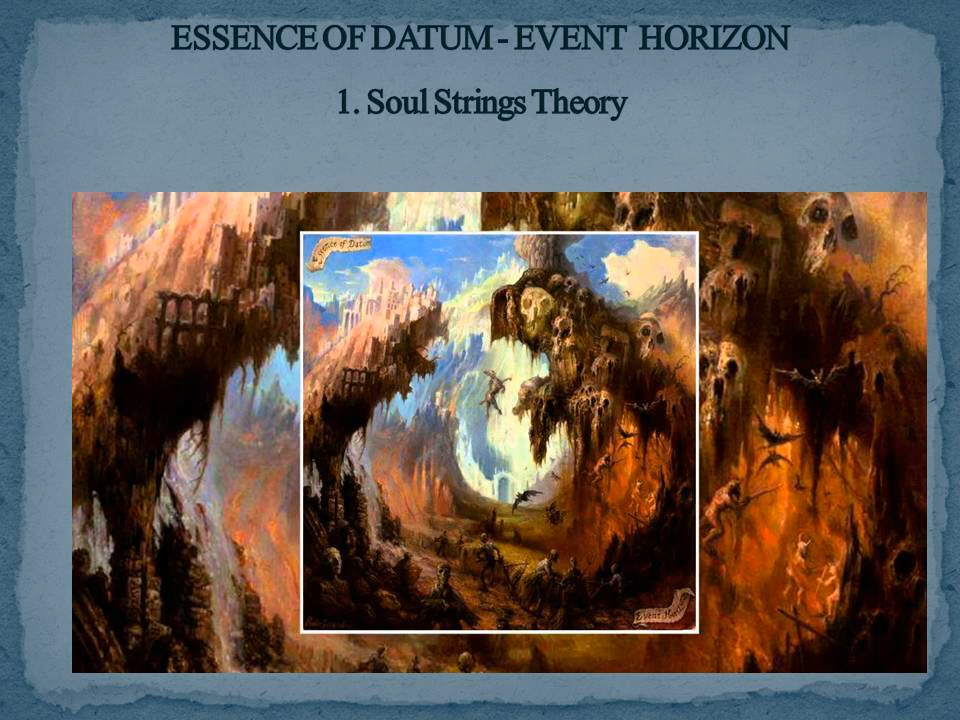 ESSENCE OF DATUM - EVENT HORIZON
1. Soul Strings Theory
Essence of Datum
Event Horizon